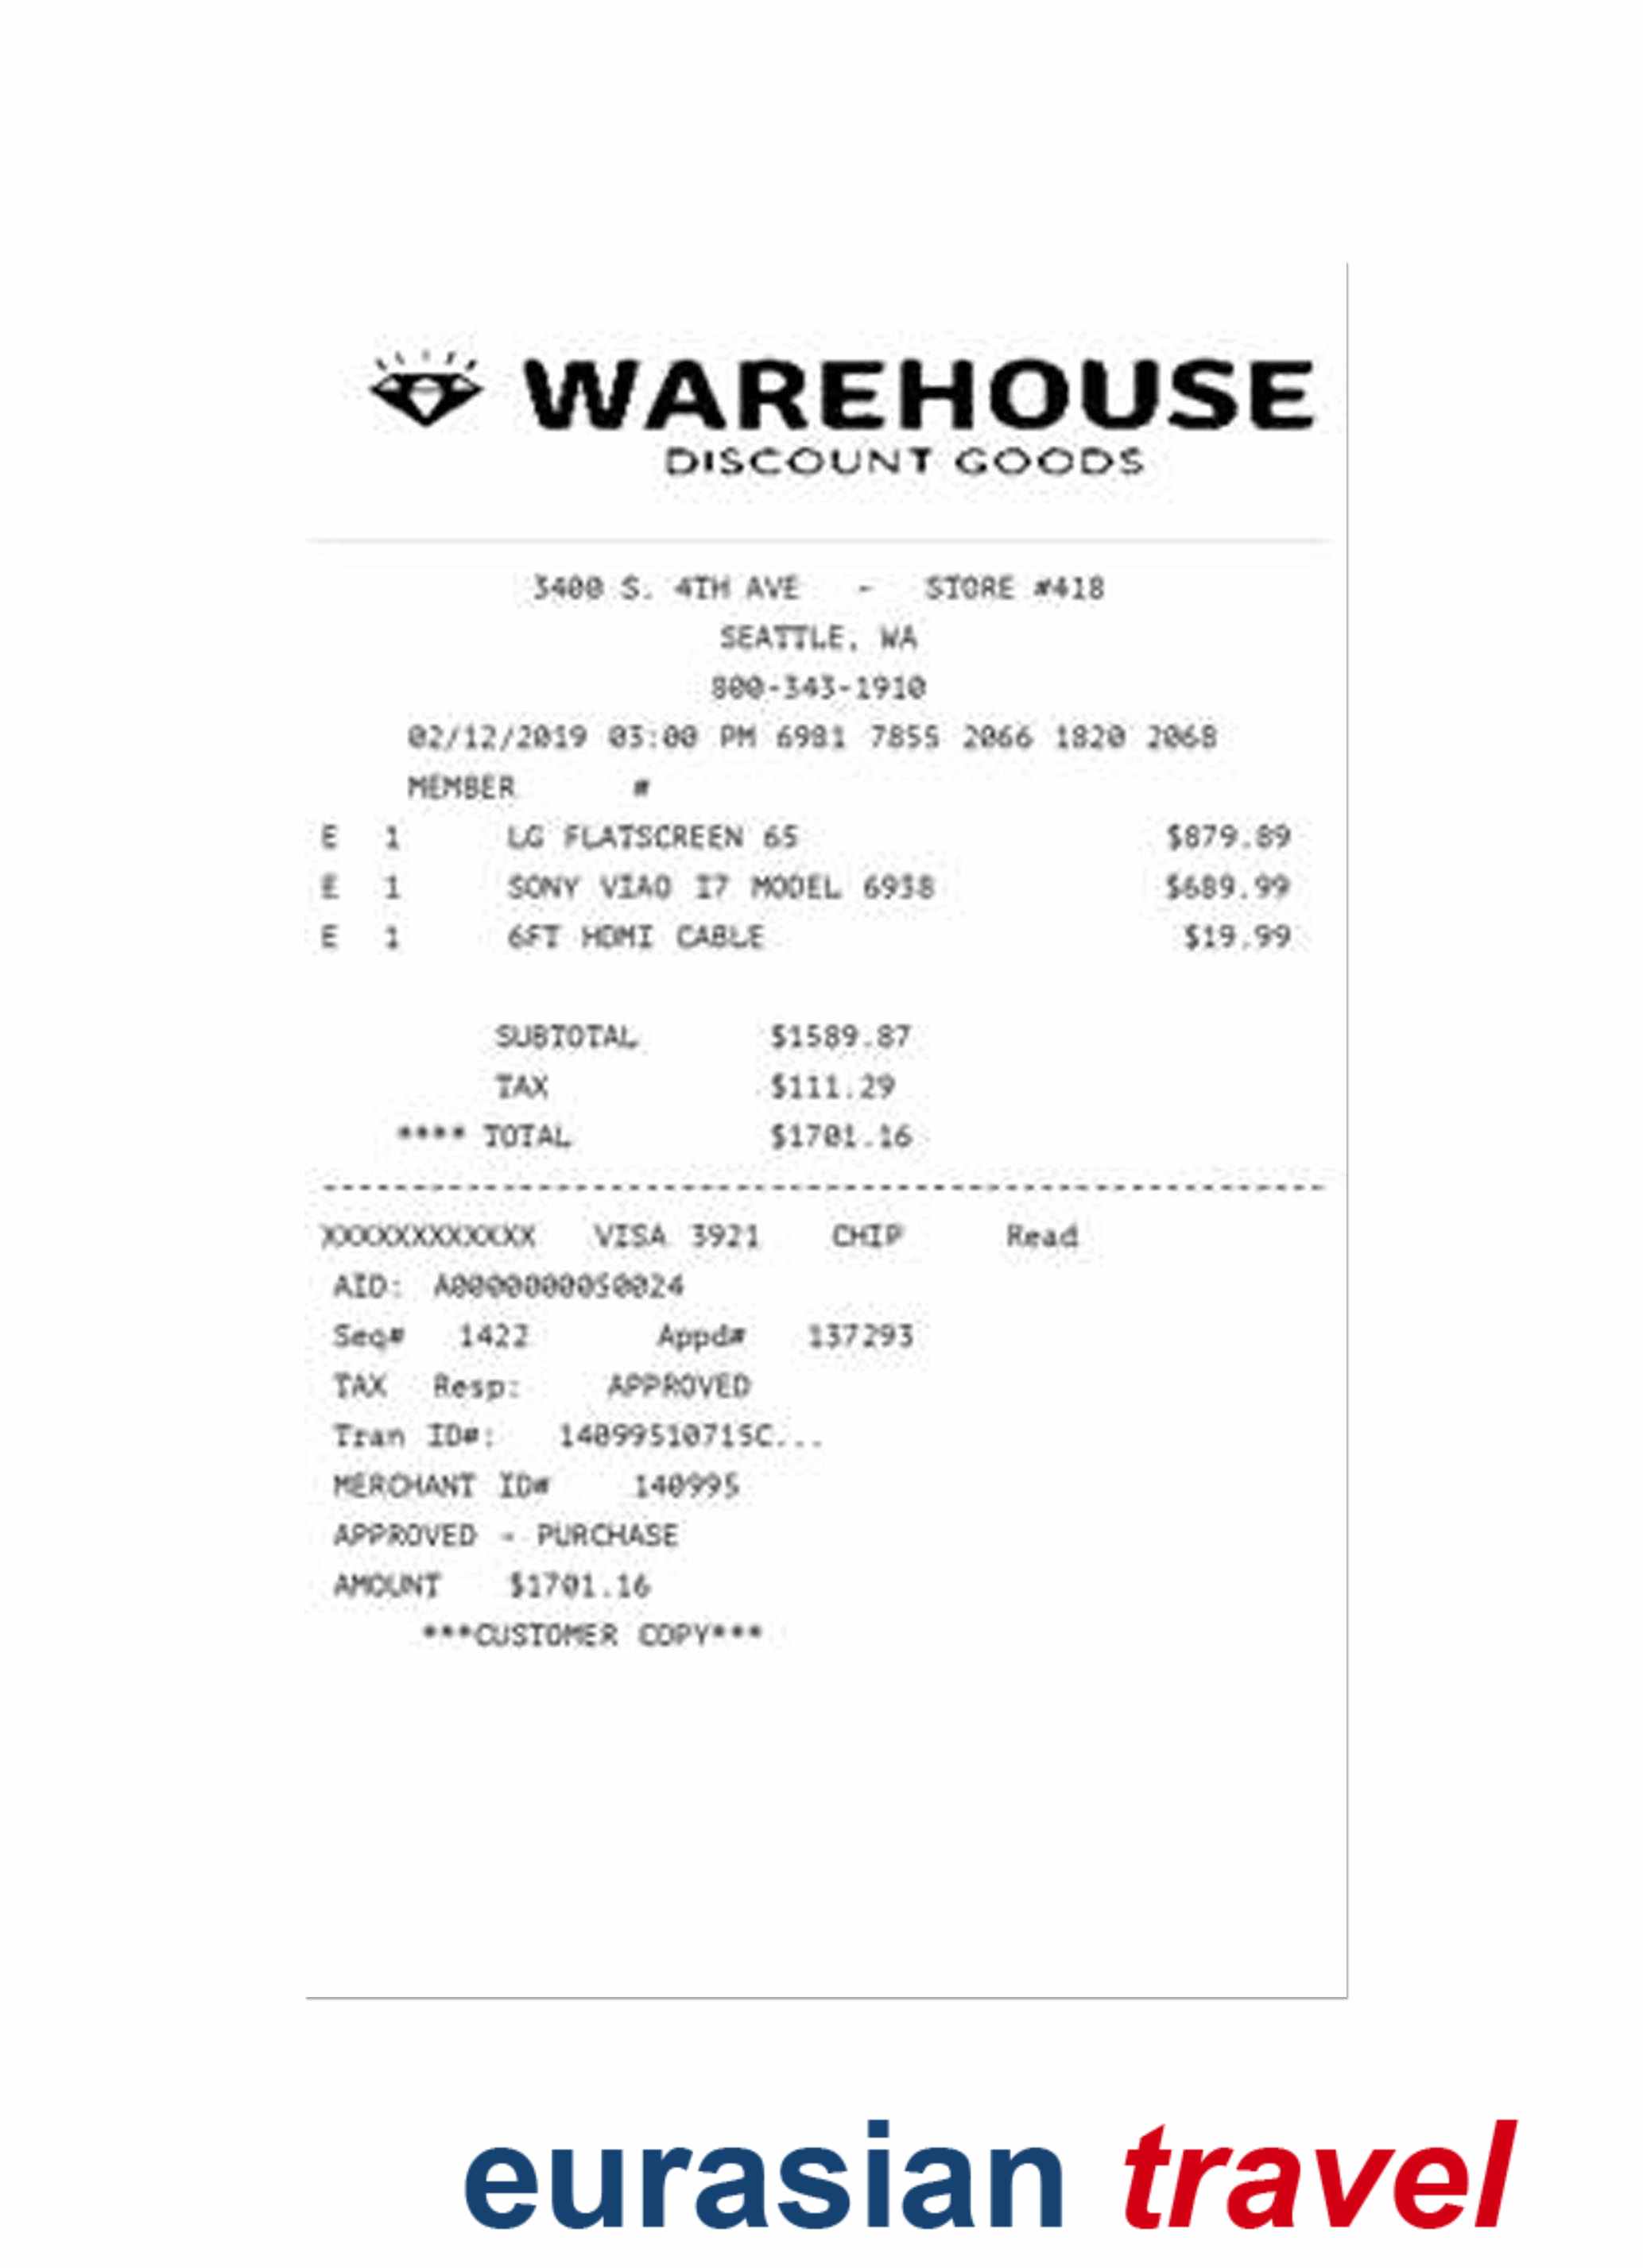 WAREHOUSE
DISCOUNT GOODS
3400 S. 4TH AVE - STORE #418
SEATTLE, WA
800-343-1910
02/12/2019 03:00 PM 6981 7855 2066 1820 2068
MEMBER #
E 1 LG FLATSCREEN 65 $879.89
E 1 SONY VIAO I7 MODEL 6938 $689.99
E 1 6FT HDMI CABLE $19.99
SUBTOTAL $1589.87
TAX $111.29
**** TOTAL $1701.16
XXXXXXXXXXXX VISA 3921 CHIP Read
AID: A0000000050024
Seq# 1422 Appd# 137293
TAX Resp: APPROVED
Tran ID#: 14099510715C...
MERCHANT ID# 140995
APPROVED - PURCHASE
AMOUNT $1701.16
***CUSTOMER COPY***
eurasian travel